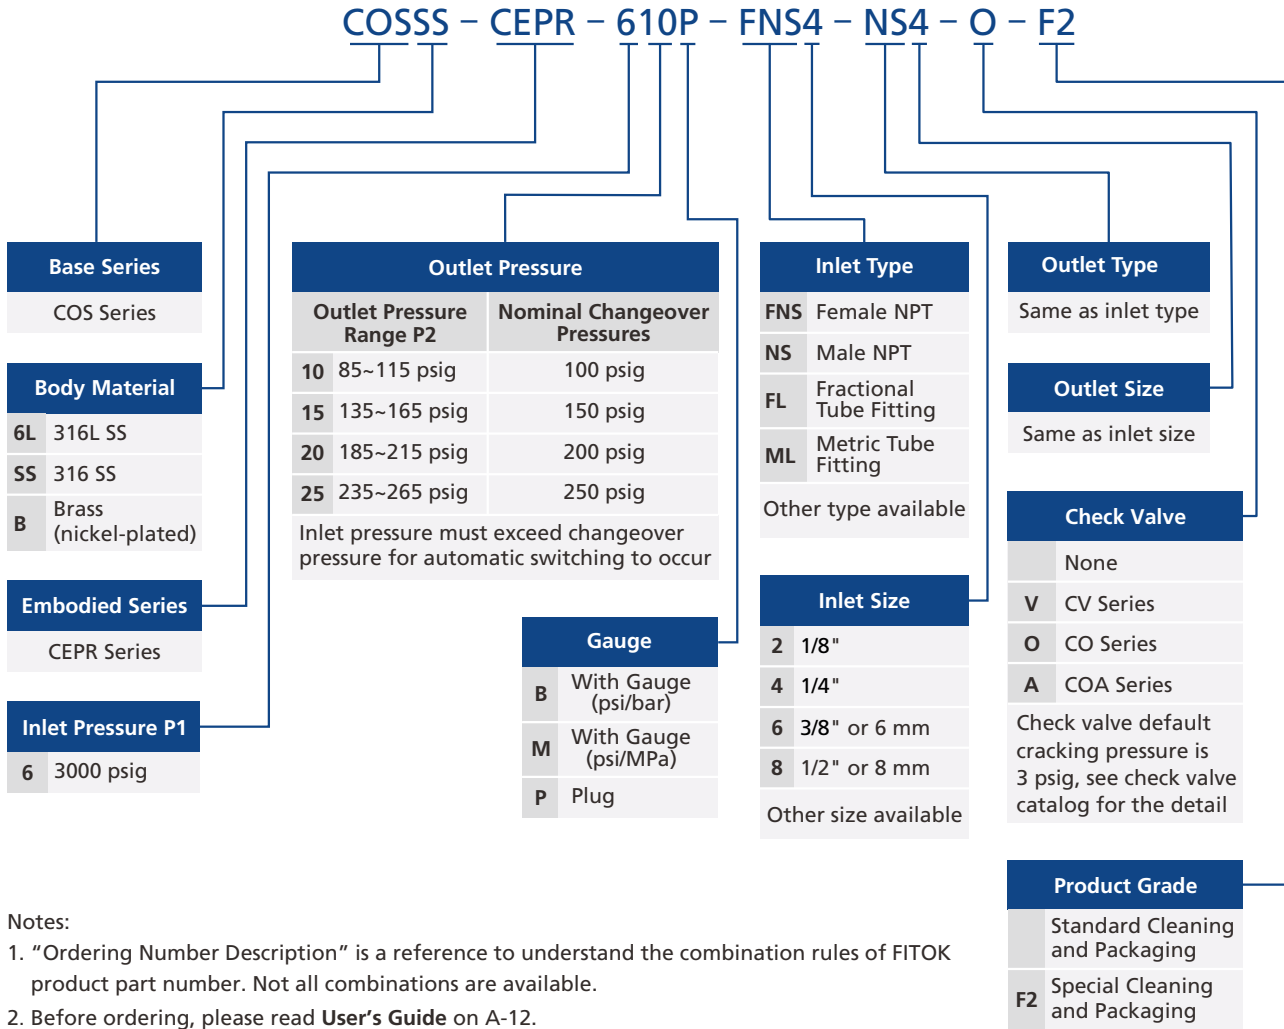 COSSS – CEPR – 610P – FNS4 – NS4 – O – F2
Base Series
COS Series
Body Material
6L 316L SS
SS 316 SS
B Brass
(nickel-plated)
Embodied Series
CEPR Series
Inlet Pressure P1
6 3000 psig
Outlet Pressure
Outlet Pressure
Range P2
Nominal Changeover
Pressures
10 85~115 psig 100 psig
15 135~165 psig 150 psig
20 185~215 psig 200 psig
25 235~265 psig 250 psig
Inlet pressure must exceed changeover
pressure for automatic switching to occur
Gauge
B With Gauge
(psi/bar)
M With Gauge
(psi/MPa)
P Plug
Inlet Type
FNS Female NPT
NS Male NPT
FL Fractional
Tube Fitting
ML Metric Tube
Fitting
Other type available
Inlet Size
2 1/8"
4 1/4"
6 3/8" or 6 mm
8 1/2" or 8 mm
Other size available
Outlet Type
Same as inlet type
Outlet Size
Same as inlet size
Check Valve
None
V CV Series
O CO Series
A COA Series
Check valve default
cracking pressure is
3 psig, see check valve
catalog for the detail
Product Grade
Standard Cleaning
and Packaging
F2 Special Cleaning
and Packaging
Notes:
1. “Ordering Number Description” is a reference to understand the combination rules of FITOK
product part number. Not all combinations are available.
2. Before ordering, please read User’s Guide on A-12.